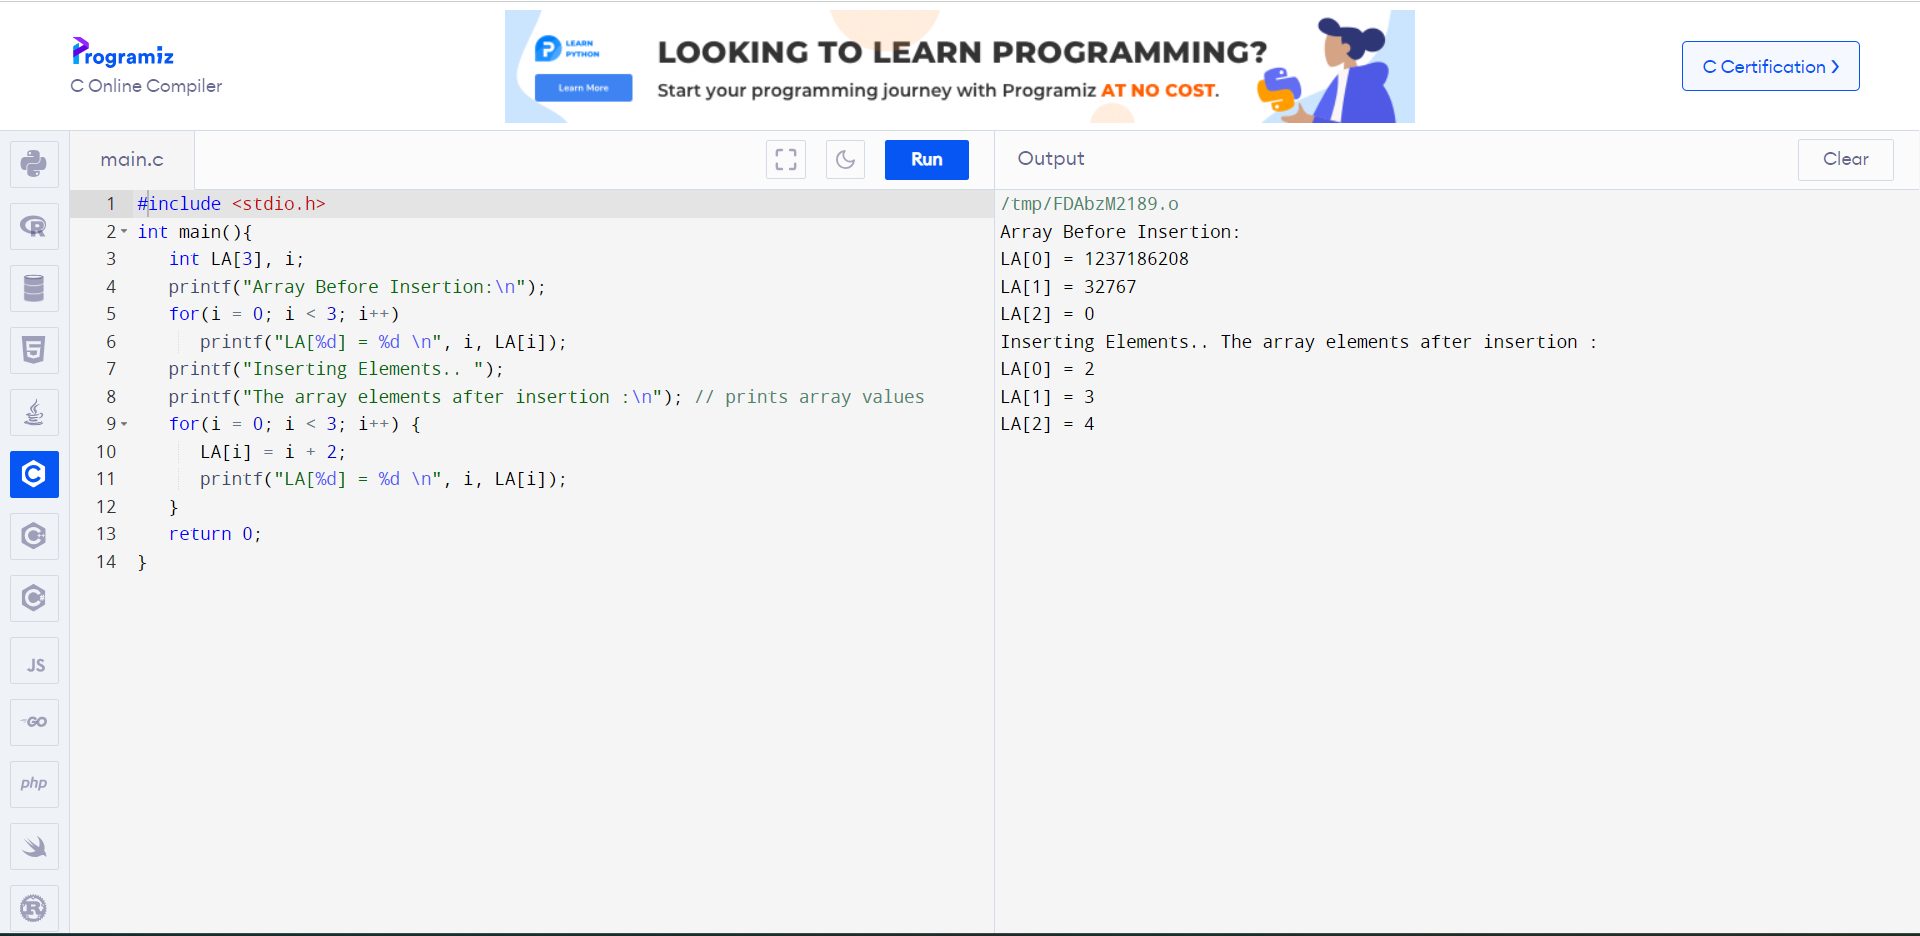 Programiz
C Online Compiler
LEARN
PYTHON
Learn More
LOOKING TO LEARN PROGRAMMING?
Start your programming journey with Programiz AT NO COST.
C Certification ›
main.c
Run
Output
Clear
1 #include <stdio.h>
2 int main(){
3    int LA[3], i;
4    printf("Array Before Insertion:\n");
5    for(i = 0; i < 3; i++)
6       printf("LA[%d] = %d \n", i, LA[i]);
7    printf("Inserting Elements.. ");
8    printf("The array elements after insertion :\n"); // prints array values
9    for(i = 0; i < 3; i++) {
10       LA[i] = i + 2;
11       printf("LA[%d] = %d \n", i, LA[i]);
12    }
13    return 0;
14 }
/tmp/FDAbzM2189.o
Array Before Insertion:
LA[0] = 1237186208
LA[1] = 32767
LA[2] = 0
Inserting Elements.. The array elements after insertion :
LA[0] = 2
LA[1] = 3
LA[2] = 4
R
5
C
C
C
JS
GO
php
R